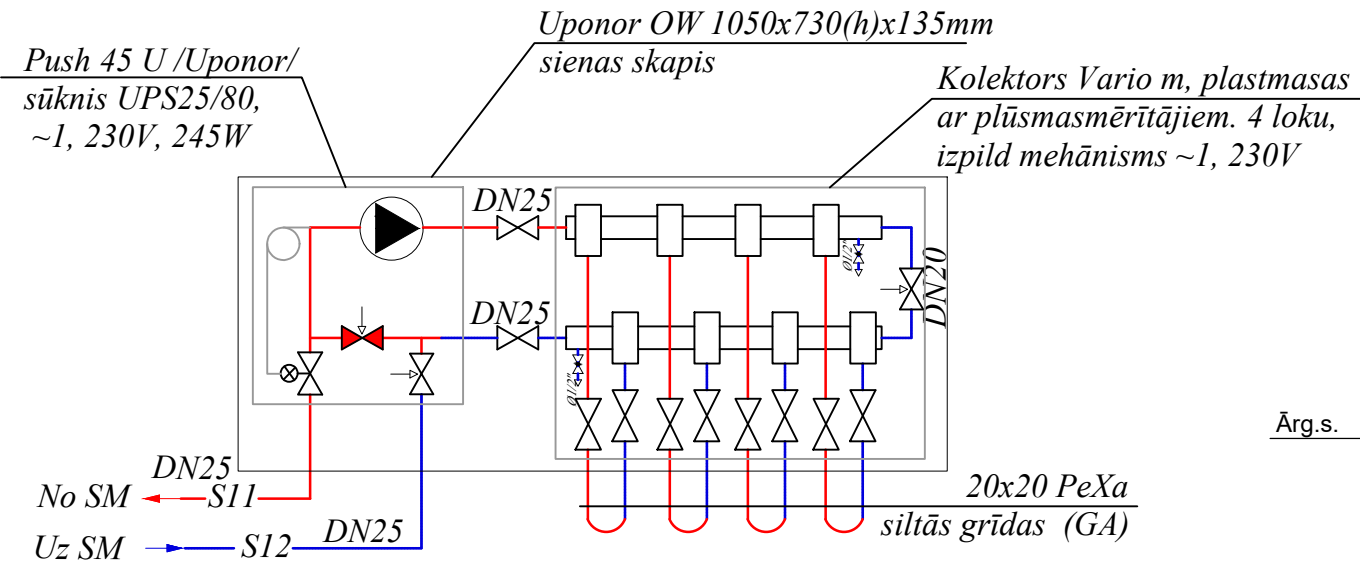 Uponor OW 1050x730(h)x135mm
sienas skapis
Push 45 U /Uponor/
sūknis UPS25/80,
~1, 230V, 245W
Kolektors Vario m, plastmasas
ar plūsmasmērītājiem. 4 loku,
izpild mehānisms ~1, 230V
DN25
Ø1/2"
DN20
DN25
Ø1/2"
Ārg.s.
DN25
No SM S11
20x20 PeXa
siltās grīdas (GA)
DN25
Uz SM S12